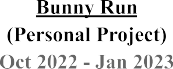 Bunny Run
(Personal Project)
Oct 2022 - Jan 2023